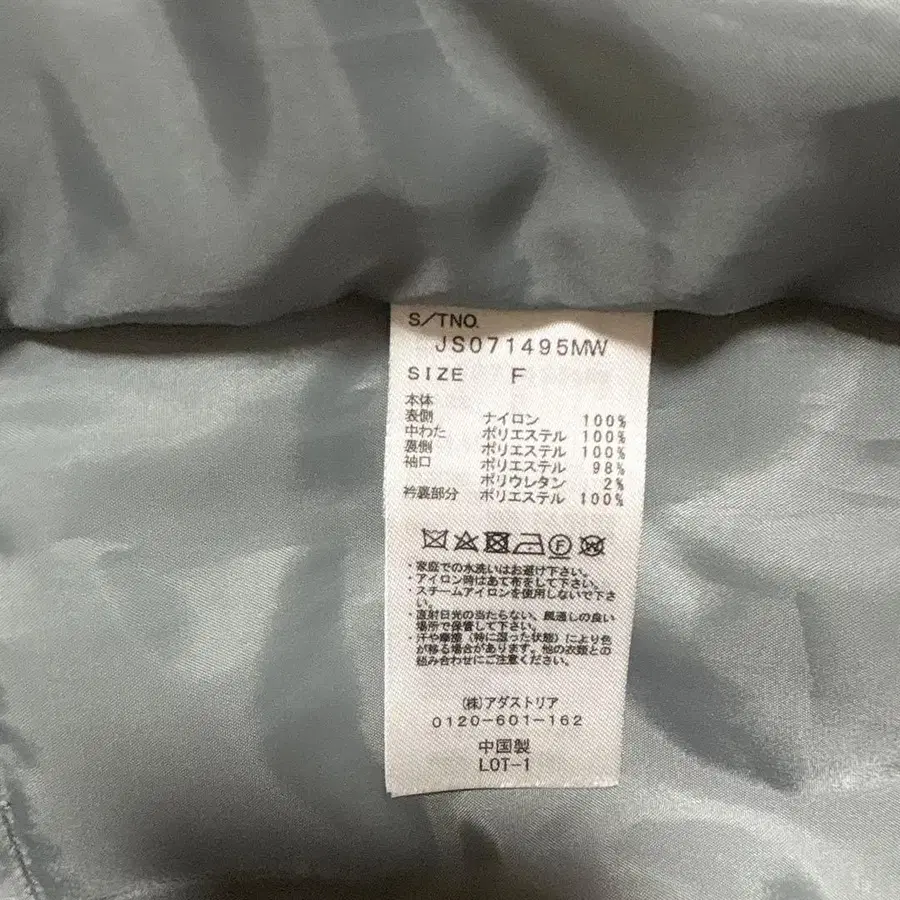 S/TNO.
JS071495MW
SIZE F
本体
表側 ナイロン 100%
中わた ポリエステル 100%
裏側 ポリエステル 100%
袖口 ポリエステル 98%
ポリウレタン 2%
衿裏部分 ポリエステル 100%
F W
・家庭での水洗いはお避け下さい。
・アイロン時はあて布をして下さい。
・スチームアイロンを使用しないで下さ
い。
・直射日光の当たらない、風通しの良い
場所で保管して下さい。
・汗や摩擦（特に湿った状態）により色
が移る場合があります。他の衣類との
組み合わせにご注意ください。
(株)アダストリア
0120-601-162
中国製
LOT-1